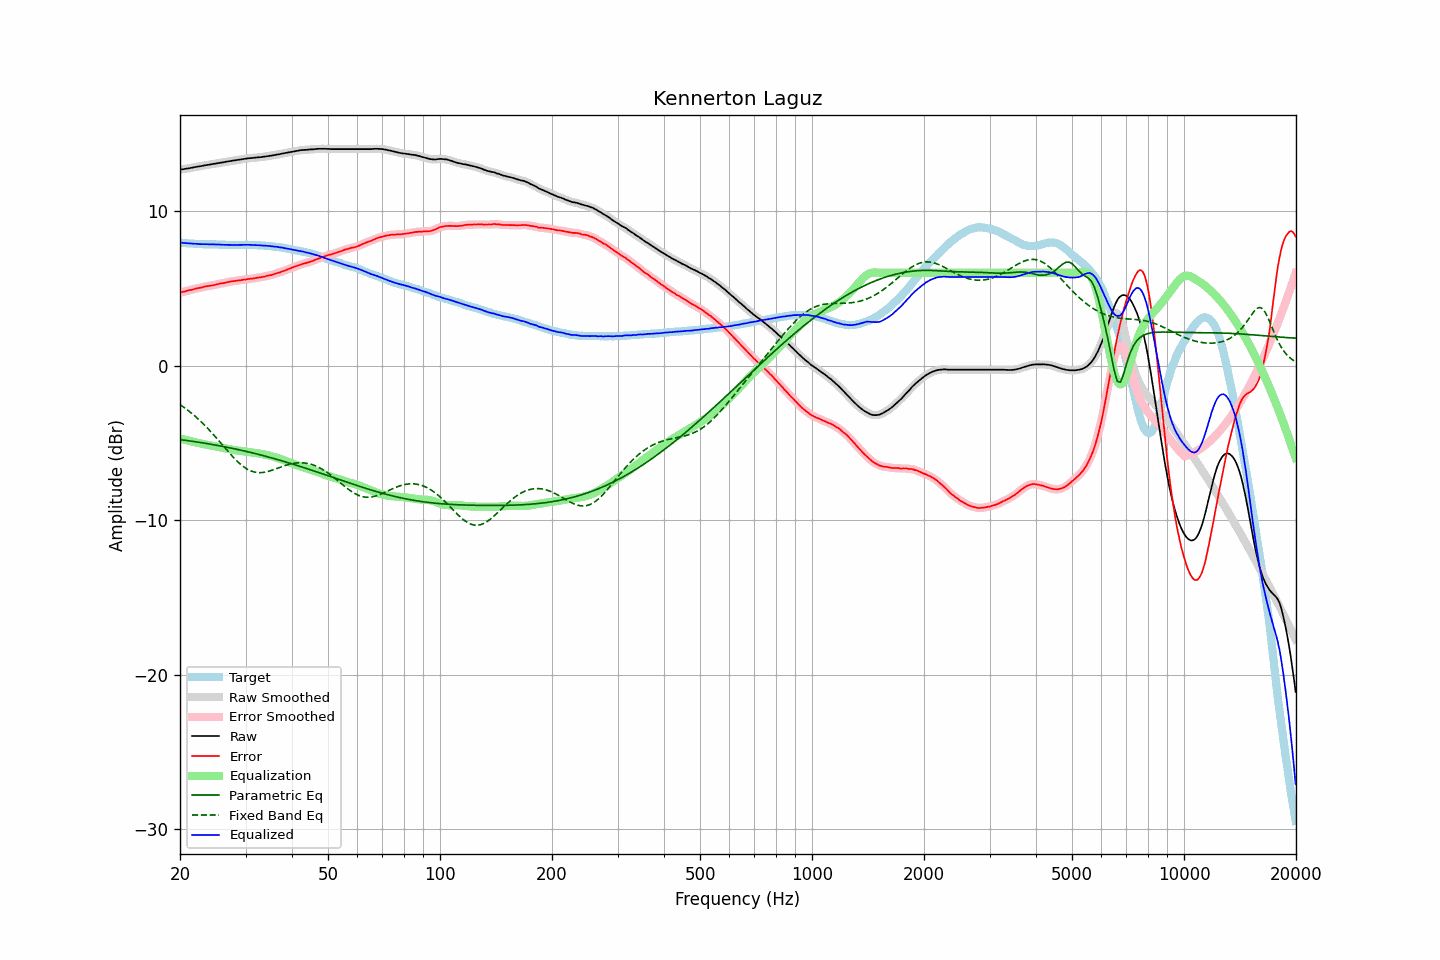 Kennerton Laguz
10
0
−10
−20
−30
Amplitude (dBr)
Target
Raw Smoothed
Error Smoothed
Raw
Error
Equalization
Parametric Eq
Fixed Band Eq
Equalized
20 50 100 200 500 1000 2000 5000 10000 20000
Frequency (Hz)